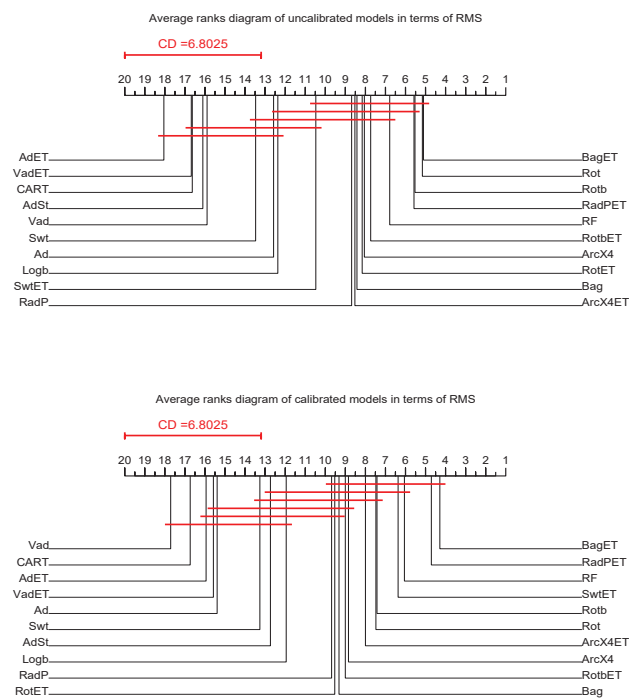 Average ranks diagram of uncalibrated models in terms of RMS
CD =6.8025
20 19 18 17 16 15 14 13 12 11 10 9 8 7 6 5 4 3 2 1
AdET BagET
VadET Rot
CART Rotb
AdSt RadPET
Vad RF
Swt RotbET
Ad ArcX4
Logb RotET
SwtET Bag
RadP ArcX4ET
Average ranks diagram of calibrated models in terms of RMS
CD =6.8025
20 19 18 17 16 15 14 13 12 11 10 9 8 7 6 5 4 3 2 1
Vad BagET
CART RadPET
AdET RF
VadET SwtET
Ad Rotb
Swt Rot
AdSt ArcX4ET
Logb ArcX4
RadP RotbET
RotET Bag